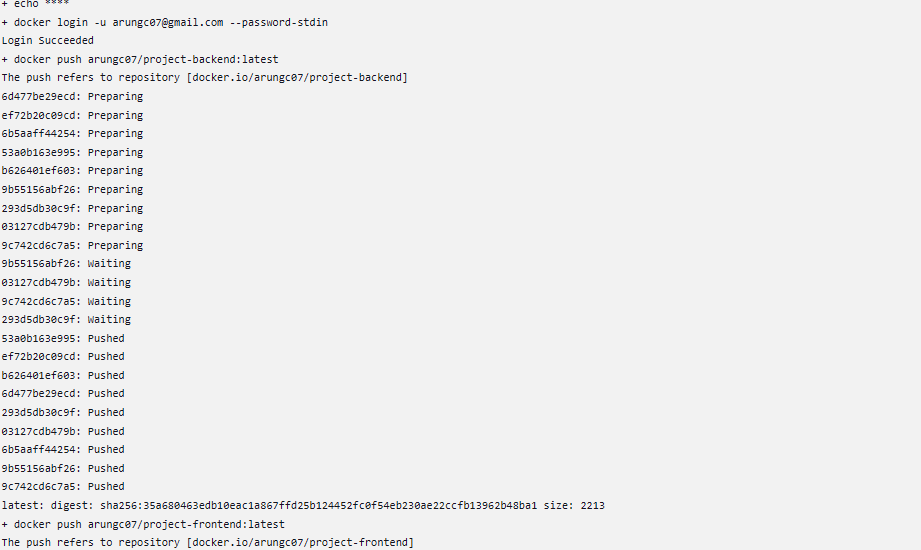 + echo ****
+ docker login -u arungc07@gmail.com --password-stdin
Login Succeeded
+ docker push arungc07/project-backend:latest
The push refers to repository [docker.io/arungc07/project-backend]
6d477be29ecd: Preparing
ef72b20c09cd: Preparing
6b5aaff44254: Preparing
53a0b163e995: Preparing
b626401ef603: Preparing
9b55156abf26: Preparing
293d5db30c9f: Preparing
03127cdb479b: Preparing
9c742cd6c7a5: Preparing
9b55156abf26: Waiting
03127cdb479b: Waiting
9c742cd6c7a5: Waiting
293d5db30c9f: Waiting
53a0b163e995: Pushed
ef72b20c09cd: Pushed
b626401ef603: Pushed
6d477be29ecd: Pushed
293d5db30c9f: Pushed
03127cdb479b: Pushed
6b5aaff44254: Pushed
9b55156abf26: Pushed
9c742cd6c7a5: Pushed
latest: digest: sha256:35a680463edb10eac1a867ffd25b124452fc0f54eb230ae22ccfb13962b48ba1 size: 2213
+ docker push arungc07/project-frontend:latest
The push refers to repository [docker.io/arungc07/project-frontend]